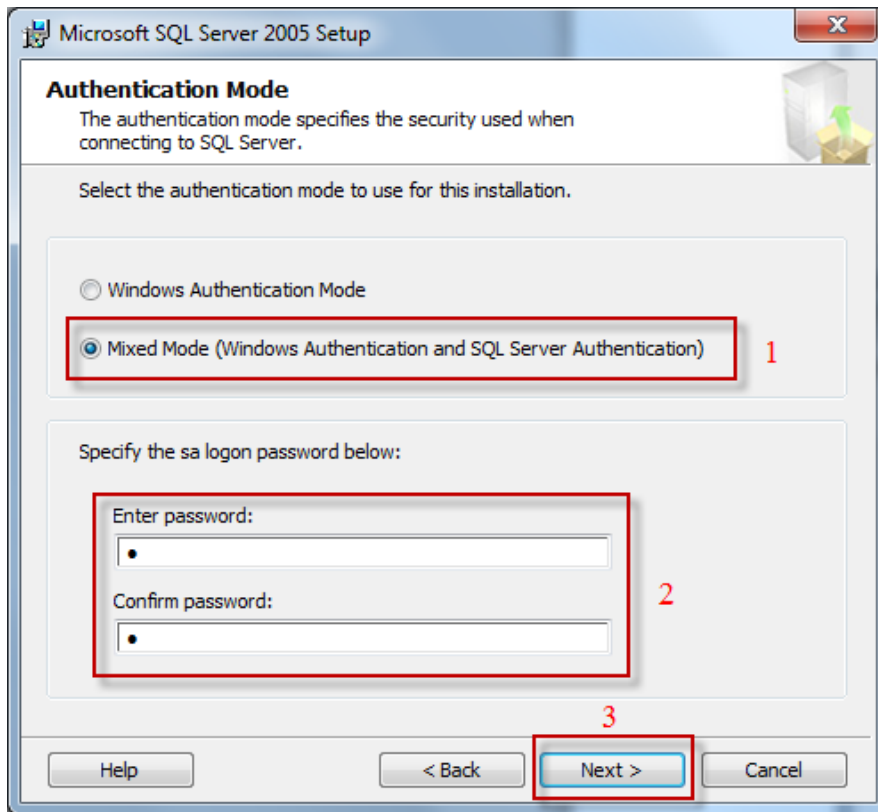 Microsoft SQL Server 2005 Setup
Authentication Mode
The authentication mode specifies the security used when
connecting to SQL Server.
Select the authentication mode to use for this installation.
Windows Authentication Mode
Mixed Mode (Windows Authentication and SQL Server Authentication)
1
Specify the sa logon password below:
Enter password:
•
Confirm password:
•
2
3
Help
< Back
Next >
Cancel